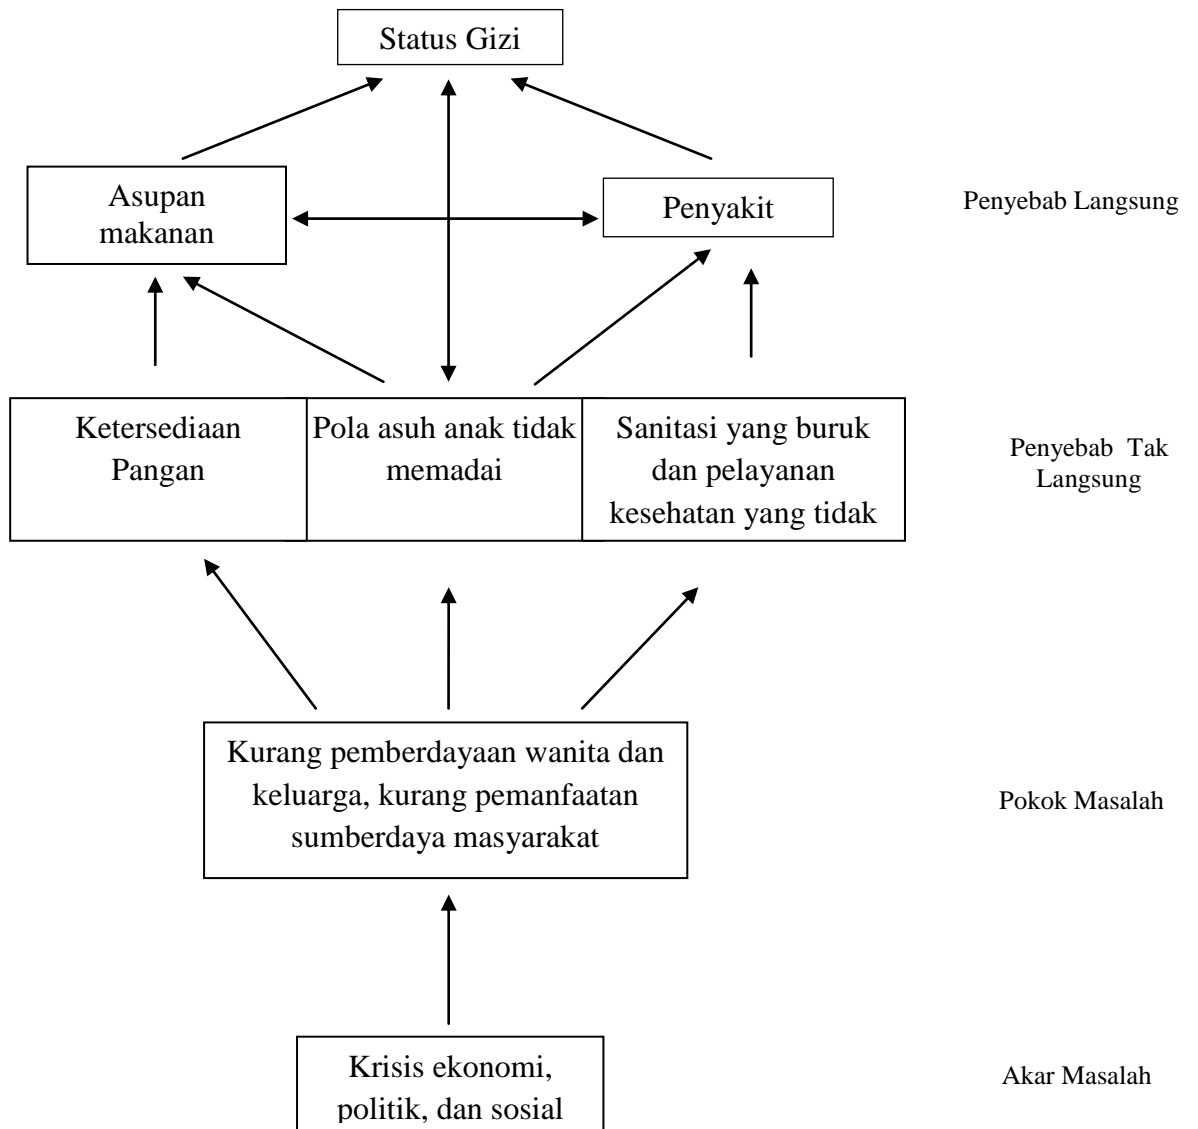 Status Gizi
Asupan
makanan
Penyakit
Penyebab Langsung
Ketersediaan
Pangan
Pola asuh anak tidak
memadai
Sanitasi yang buruk
dan pelayanan
kesehatan yang tidak
Penyebab Tak
Langsung
Kurang pemberdayaan wanita dan
keluarga, kurang pemanfaatan
sumberdaya masyarakat
Pokok Masalah
Krisis ekonomi,
politik, dan sosial
Akar Masalah